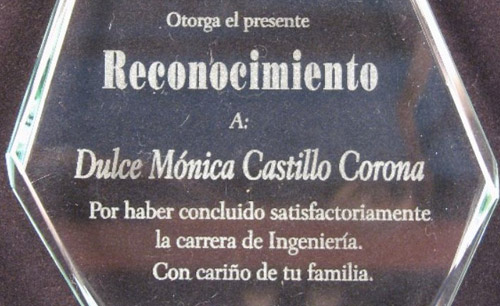 Otorga el presente
Reconocimiento
A:
Dulce Mónica Castillo Corona
Por haber concluido satisfactoriamente
la carrera de Ingeniería.
Con cariño de tu familia.